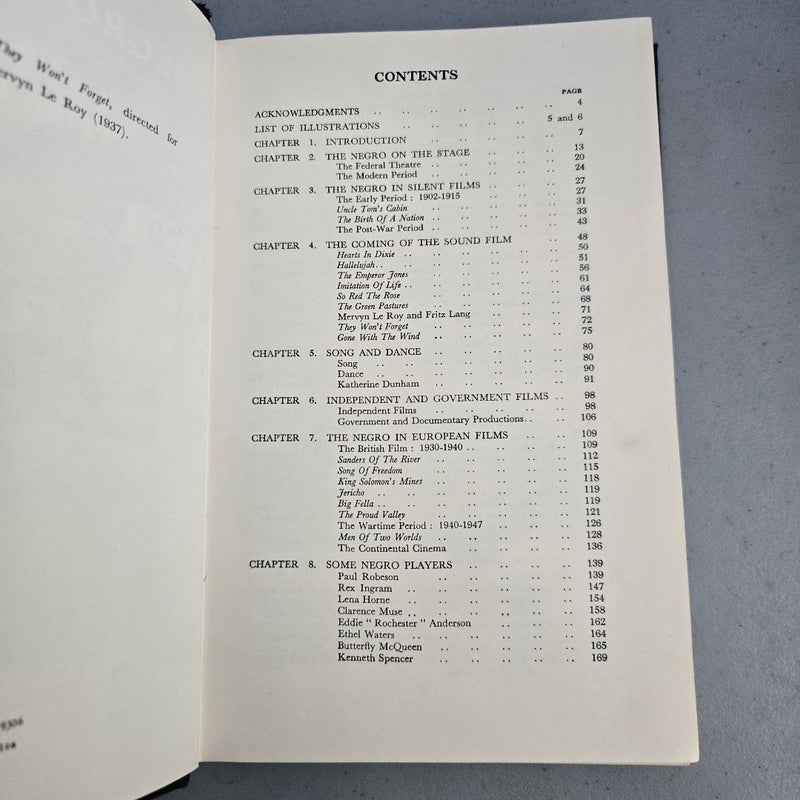 They Won't Forget, directed for
Mervyn Le Roy (1937).
CONTENTS
PAGE
ACKNOWLEDGMENTS .. .. .. .. .. .. .. 4
LIST OF ILLUSTRATIONS .. .. .. .. .. 5 and 6
CHAPTER 1. INTRODUCTION .. .. .. .. .. 7
CHAPTER 2. THE NEGRO ON THE STAGE .. .. .. 13
The Federal Theatre .. .. .. .. .. 20
The Modern Period .. .. .. .. .. 24
CHAPTER 3. THE NEGRO IN SILENT FILMS .. .. .. 27
The Early Period : 1902-1915 .. .. .. .. 27
Uncle Tom's Cabin .. .. .. .. .. 31
The Birth Of A Nation .. .. .. .. .. 33
The Post-War Period .. .. .. .. .. 43
CHAPTER 4. THE COMING OF THE SOUND FILM .. 48
Hearts In Dixie .. .. .. .. .. .. 50
Hallelujah .. .. .. .. .. .. .. 51
The Emperor Jones .. .. .. .. .. 56
Imitation Of Life .. .. .. .. .. .. 61
So Red The Rose .. .. .. .. .. 64
The Green Pastures .. .. .. .. .. 68
Mervyn Le Roy and Fritz Lang .. .. .. 71
They Won't Forget .. .. .. .. .. 72
Gone With The Wind .. .. .. .. .. 75
CHAPTER 5. SONG AND DANCE .. .. .. .. .. 80
Song .. .. .. .. .. .. .. 80
Dance .. .. .. .. .. .. .. 90
Katherine Dunham .. .. .. .. .. 91
CHAPTER 6. INDEPENDENT AND GOVERNMENT FILMS .. 98
Independent Films .. .. .. .. .. 98
Government and Documentary Productions .. .. 106
CHAPTER 7. THE NEGRO IN EUROPEAN FILMS .. .. 109
The British Film : 1930-1940 .. .. .. .. 109
Sanders Of The River .. .. .. .. .. 112
Song Of Freedom .. .. .. .. .. 115
King Solomon's Mines .. .. .. .. .. 118
Jericho .. .. .. .. .. .. .. 119
Big Fella .. .. .. .. .. .. .. 119
The Proud Valley .. .. .. .. .. 121
The Wartime Period : 1940-1947 .. .. .. 126
Men Of Two Worlds .. .. .. .. .. 128
The Continental Cinema .. .. .. .. 136
CHAPTER 8. SOME NEGRO PLAYERS .. .. .. .. 139
Paul Robeson .. .. .. .. .. 139
Rex Ingram .. .. .. .. .. .. 147
Lena Horne .. .. .. .. .. .. 154
Clarence Muse .. .. .. .. .. .. 158
Eddie " Rochester " Anderson .. .. .. 162
Ethel Waters .. .. .. .. .. .. 164
Butterfly McQueen .. .. .. .. .. 165
Kenneth Spencer .. .. .. .. .. 169